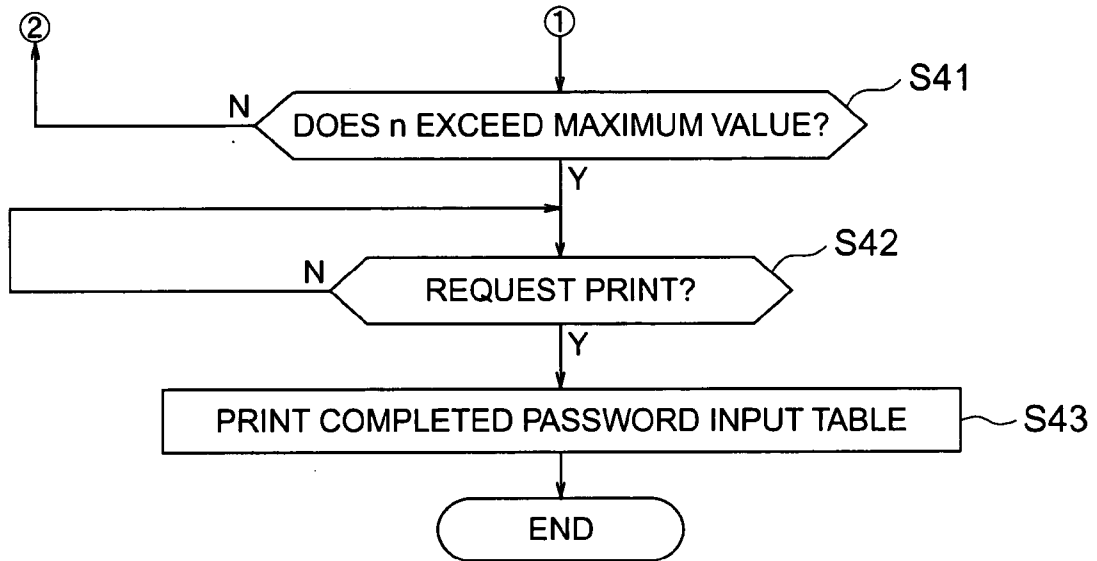 ② ①
S41
N
DOES n EXCEED MAXIMUM VALUE?
Y
S42
N
REQUEST PRINT?
Y
PRINT COMPLETED PASSWORD INPUT TABLE
S43
END